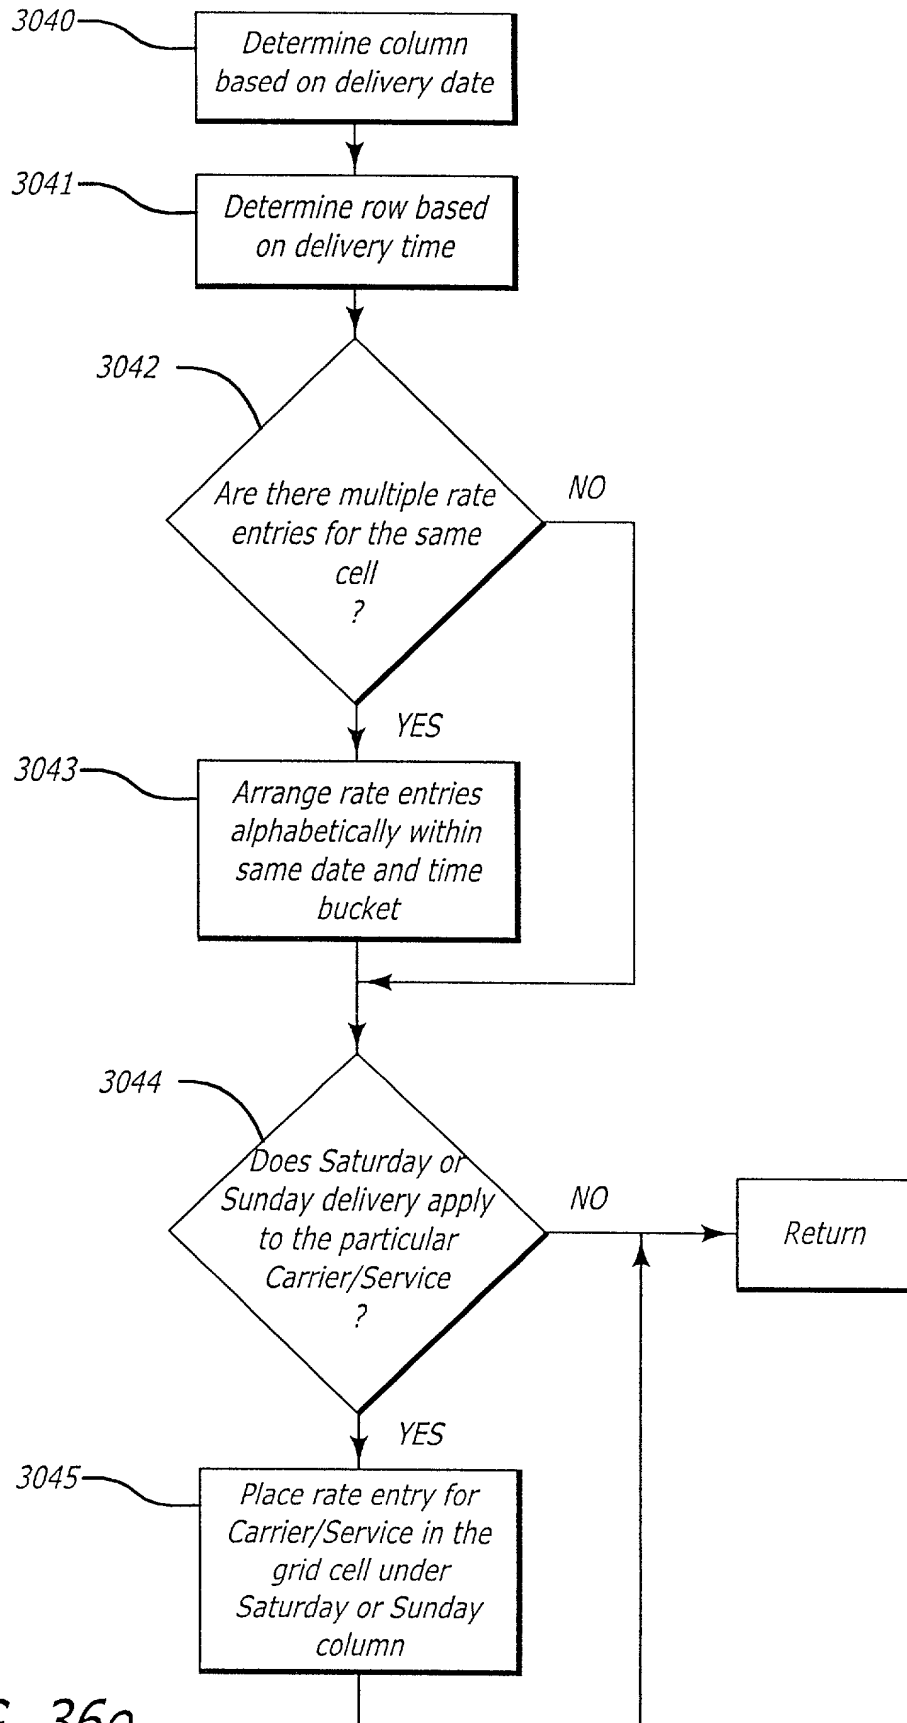 3040
Determine column
based on delivery date
3041
Determine row based
on delivery time
3042
Are there multiple rate
entries for the same
cell
?
NO
YES
3043
Arrange rate entries
alphabetically within
same date and time
bucket
3044
Does Saturday or
Sunday delivery apply
to the particular
Carrier/Service
?
NO
Return
YES
3045
Place rate entry for
Carrier/Service in the
grid cell under
Saturday or Sunday
column